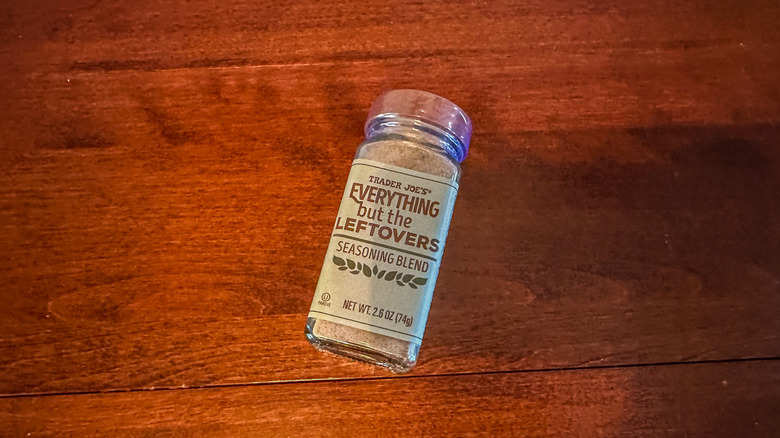 TRADER JOE'S®
EVERYTHING
but the
LEFTOVERS
SEASONING BLEND
NET WT. 2.6 OZ (74g)